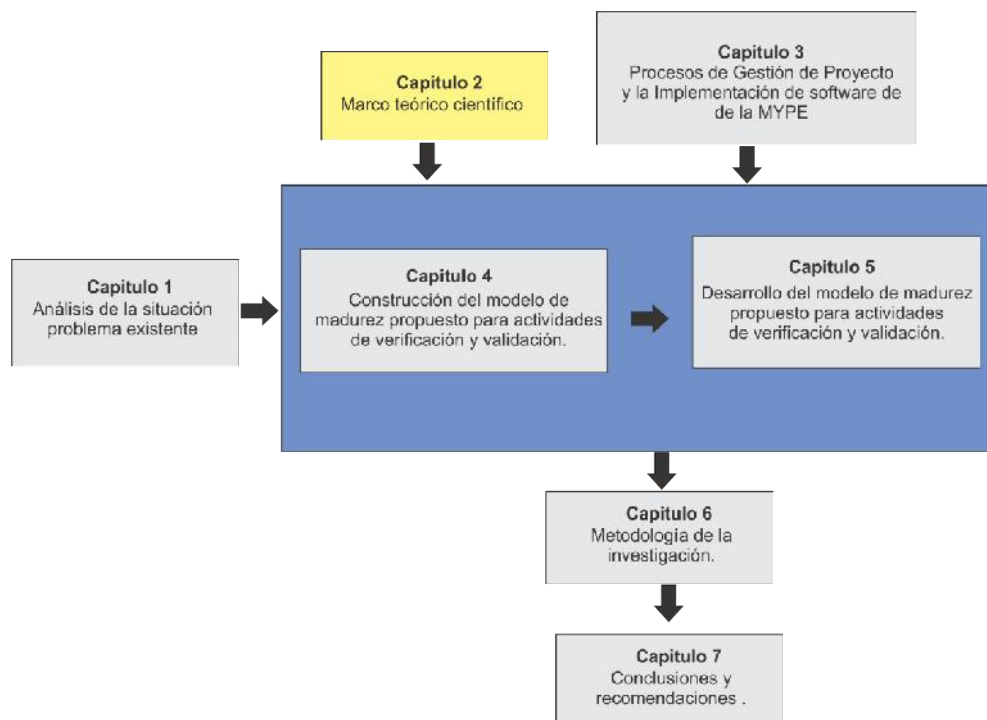 Capitulo 2
Marco teórico científico
Capitulo 3
Procesos de Gestión de Proyecto
y la Implementación de software de
de la MYPE
Capitulo 1
Análisis de la situación
problema existente
Capitulo 4
Construcción del modelo de
madurez propuesto para actividades
de verificación y validación.
Capitulo 5
Desarrollo del modelo de madurez
propuesto para actividades
de verificación y validación.
Capitulo 6
Metodología de la
investigación.
Capitulo 7
Conclusiones y
recomendaciones .